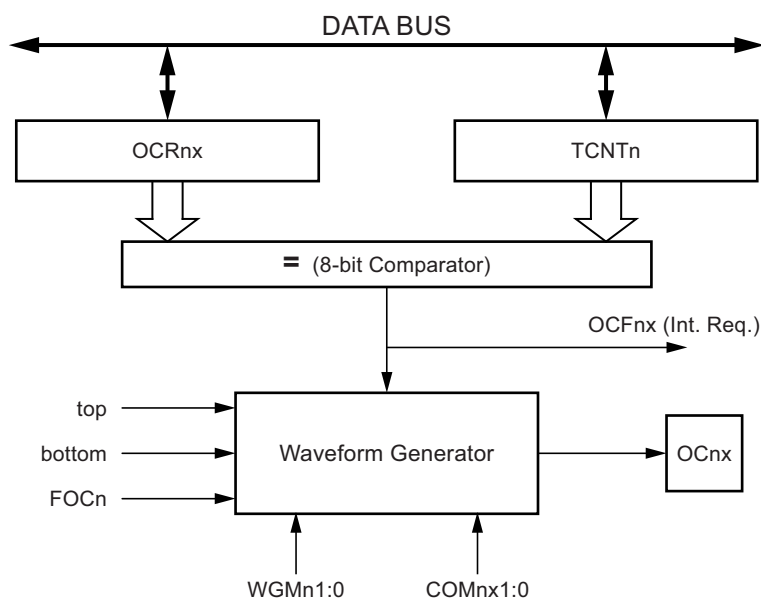 DATA BUS
OCRnx
TCNTn
= (8-bit Comparator)
OCFnx (Int. Req.)
top
bottom
FOCn
Waveform Generator
OCnx
WGMn1:0
COMnx1:0